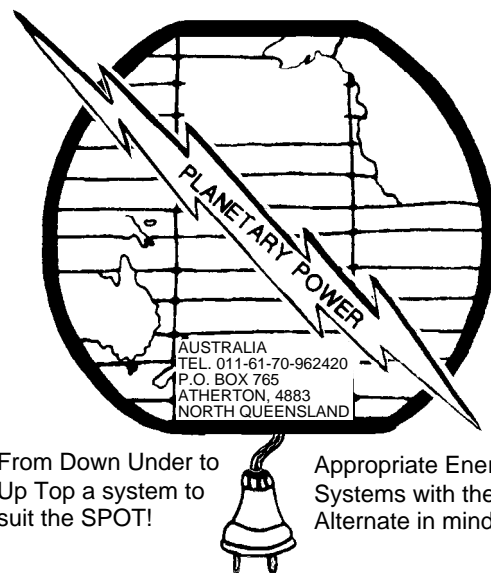 PLANETARY POWER
AUSTRALIA
TEL. 011-61-70-962420
P.O. BOX 765
ATHERTON, 4883
NORTH QUEENSLAND
From Down Under to
Up Top a system to
suit the SPOT!
Appropriate Ener
Systems with the
Alternate in mind